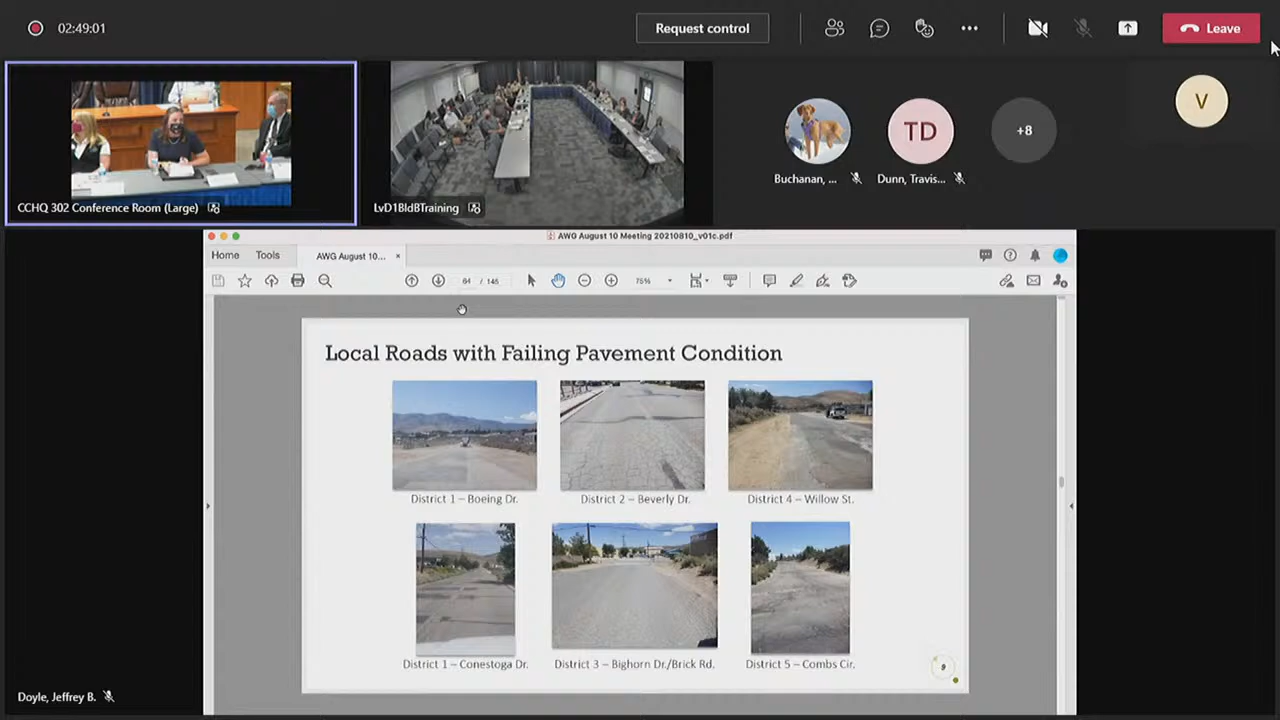 02:49:01
Request control
Leave
CCHQ 302 Conference Room (Large)
LvD1BldBTraining
Buchanan, ...
TD
Dunn, Travis...
+8
V
AWG August 10 Meeting 20210810_v01c.pdf
Home
Tools
AWG August 10...
64 / 145
75%
Local Roads with Failing Pavement Condition
District 1 – Boeing Dr.
District 2 – Beverly Dr.
District 4 – Willow St.
District 1 – Conestoga Dr.
District 3 – Bighorn Dr./Brick Rd.
District 5 – Combs Cir.
9
Doyle, Jeffrey B.